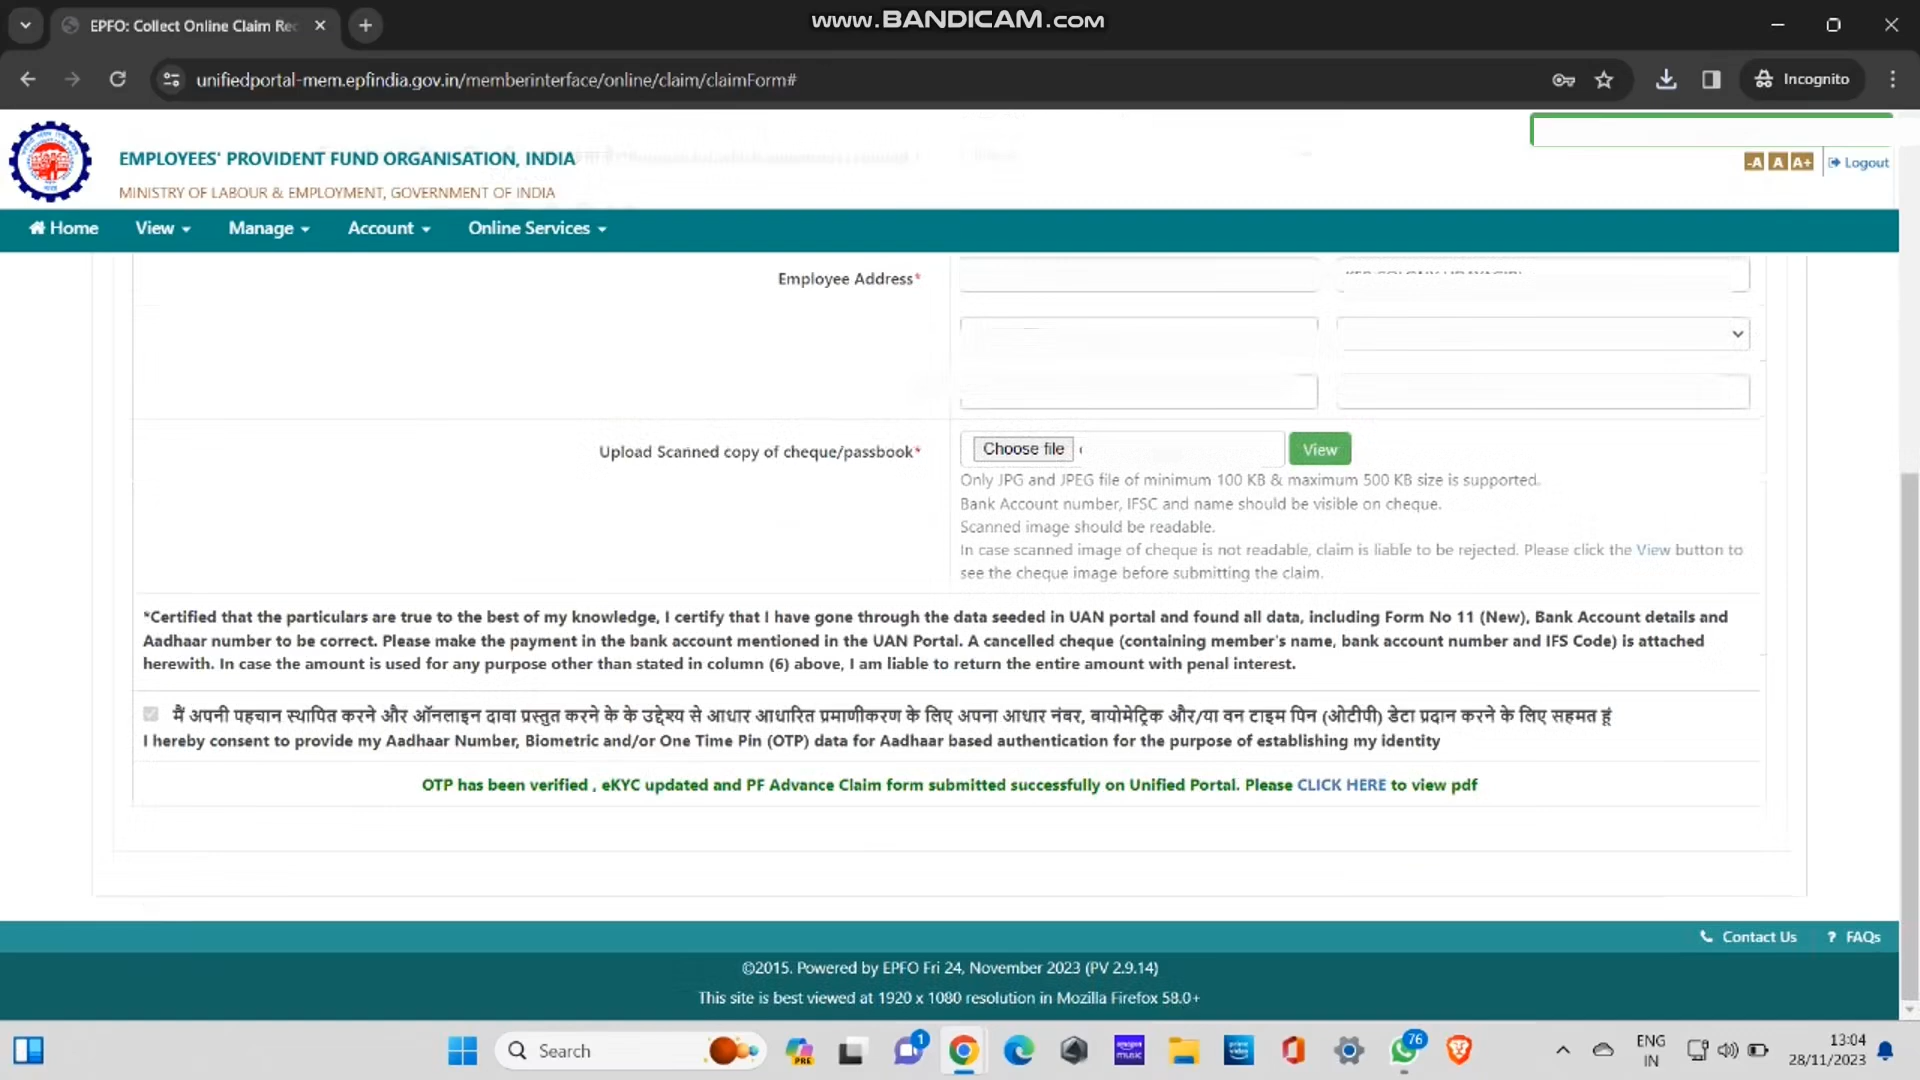 www.BANDICAM.com
EPFO: Collect Online Claim Rec
unifiedportal-mem.epfindia.gov.in/memberinterface/online/claim/claimForm#
Incognito
EMPLOYEES' PROVIDENT FUND ORGANISATION, INDIA
MINISTRY OF LABOUR & EMPLOYMENT, GOVERNMENT OF INDIA
-A A A+ Logout
Home View Manage Account Online Services
Employee Address*
Upload Scanned copy of cheque/passbook*
Choose file View
Only JPG and JPEG file of minimum 100 KB & maximum 500 KB size is supported.
Bank Account number, IFSC and name should be visible on cheque.
Scanned image should be readable.
In case scanned image of cheque is not readable, claim is liable to be rejected. Please click the View button to
see the cheque image before submitting the claim.
*Certified that the particulars are true to the best of my knowledge, I certify that I have gone through the data seeded in UAN portal and found all data, including Form No 11 (New), Bank Account details and
Aadhaar number to be correct. Please make the payment in the bank account mentioned in the UAN Portal. A cancelled cheque (containing member's name, bank account number and IFS Code) is attached
herewith. In case the amount is used for any purpose other than stated in column (6) above, I am liable to return the entire amount with penal interest.
मैं अपनी पहचान स्थापित करने और ऑनलाइन दावा प्रस्तुत करने के के उद्देश्य से आधार आधारित प्रमाणीकरण के लिए अपना आधार नंबर, बायोमेट्रिक और/या वन टाइम पिन (ओटीपी) डेटा प्रदान करने के लिए सहमत हूं
I hereby consent to provide my Aadhaar Number, Biometric and/or One Time Pin (OTP) data for Aadhaar based authentication for the purpose of establishing my identity
OTP has been verified , eKYC updated and PF Advance Claim form submitted successfully on Unified Portal. Please CLICK HERE to view pdf
Contact Us ? FAQs
©2015. Powered by EPFO Fri 24, November 2023 (PV 2.9.14)
This site is best viewed at 1920 x 1080 resolution in Mozilla Firefox 58.0+
Search
PRE
1
amazon music
prime video
76
ENG
IN
13:04
28/11/2023